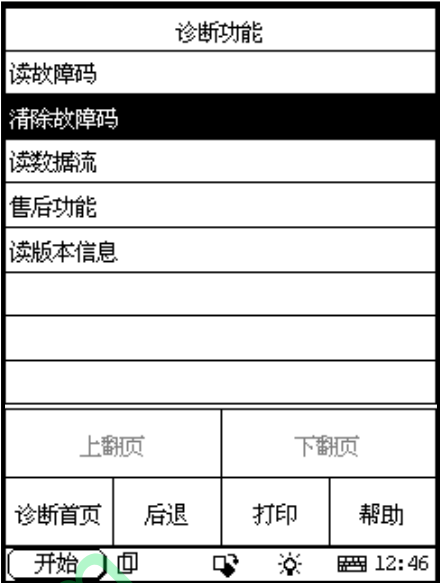 诊断功能
读故障码
清除故障码
读数据流
售后功能
读版本信息
上翻页 下翻页
诊断首页 后退 打印 帮助
开始 12:46